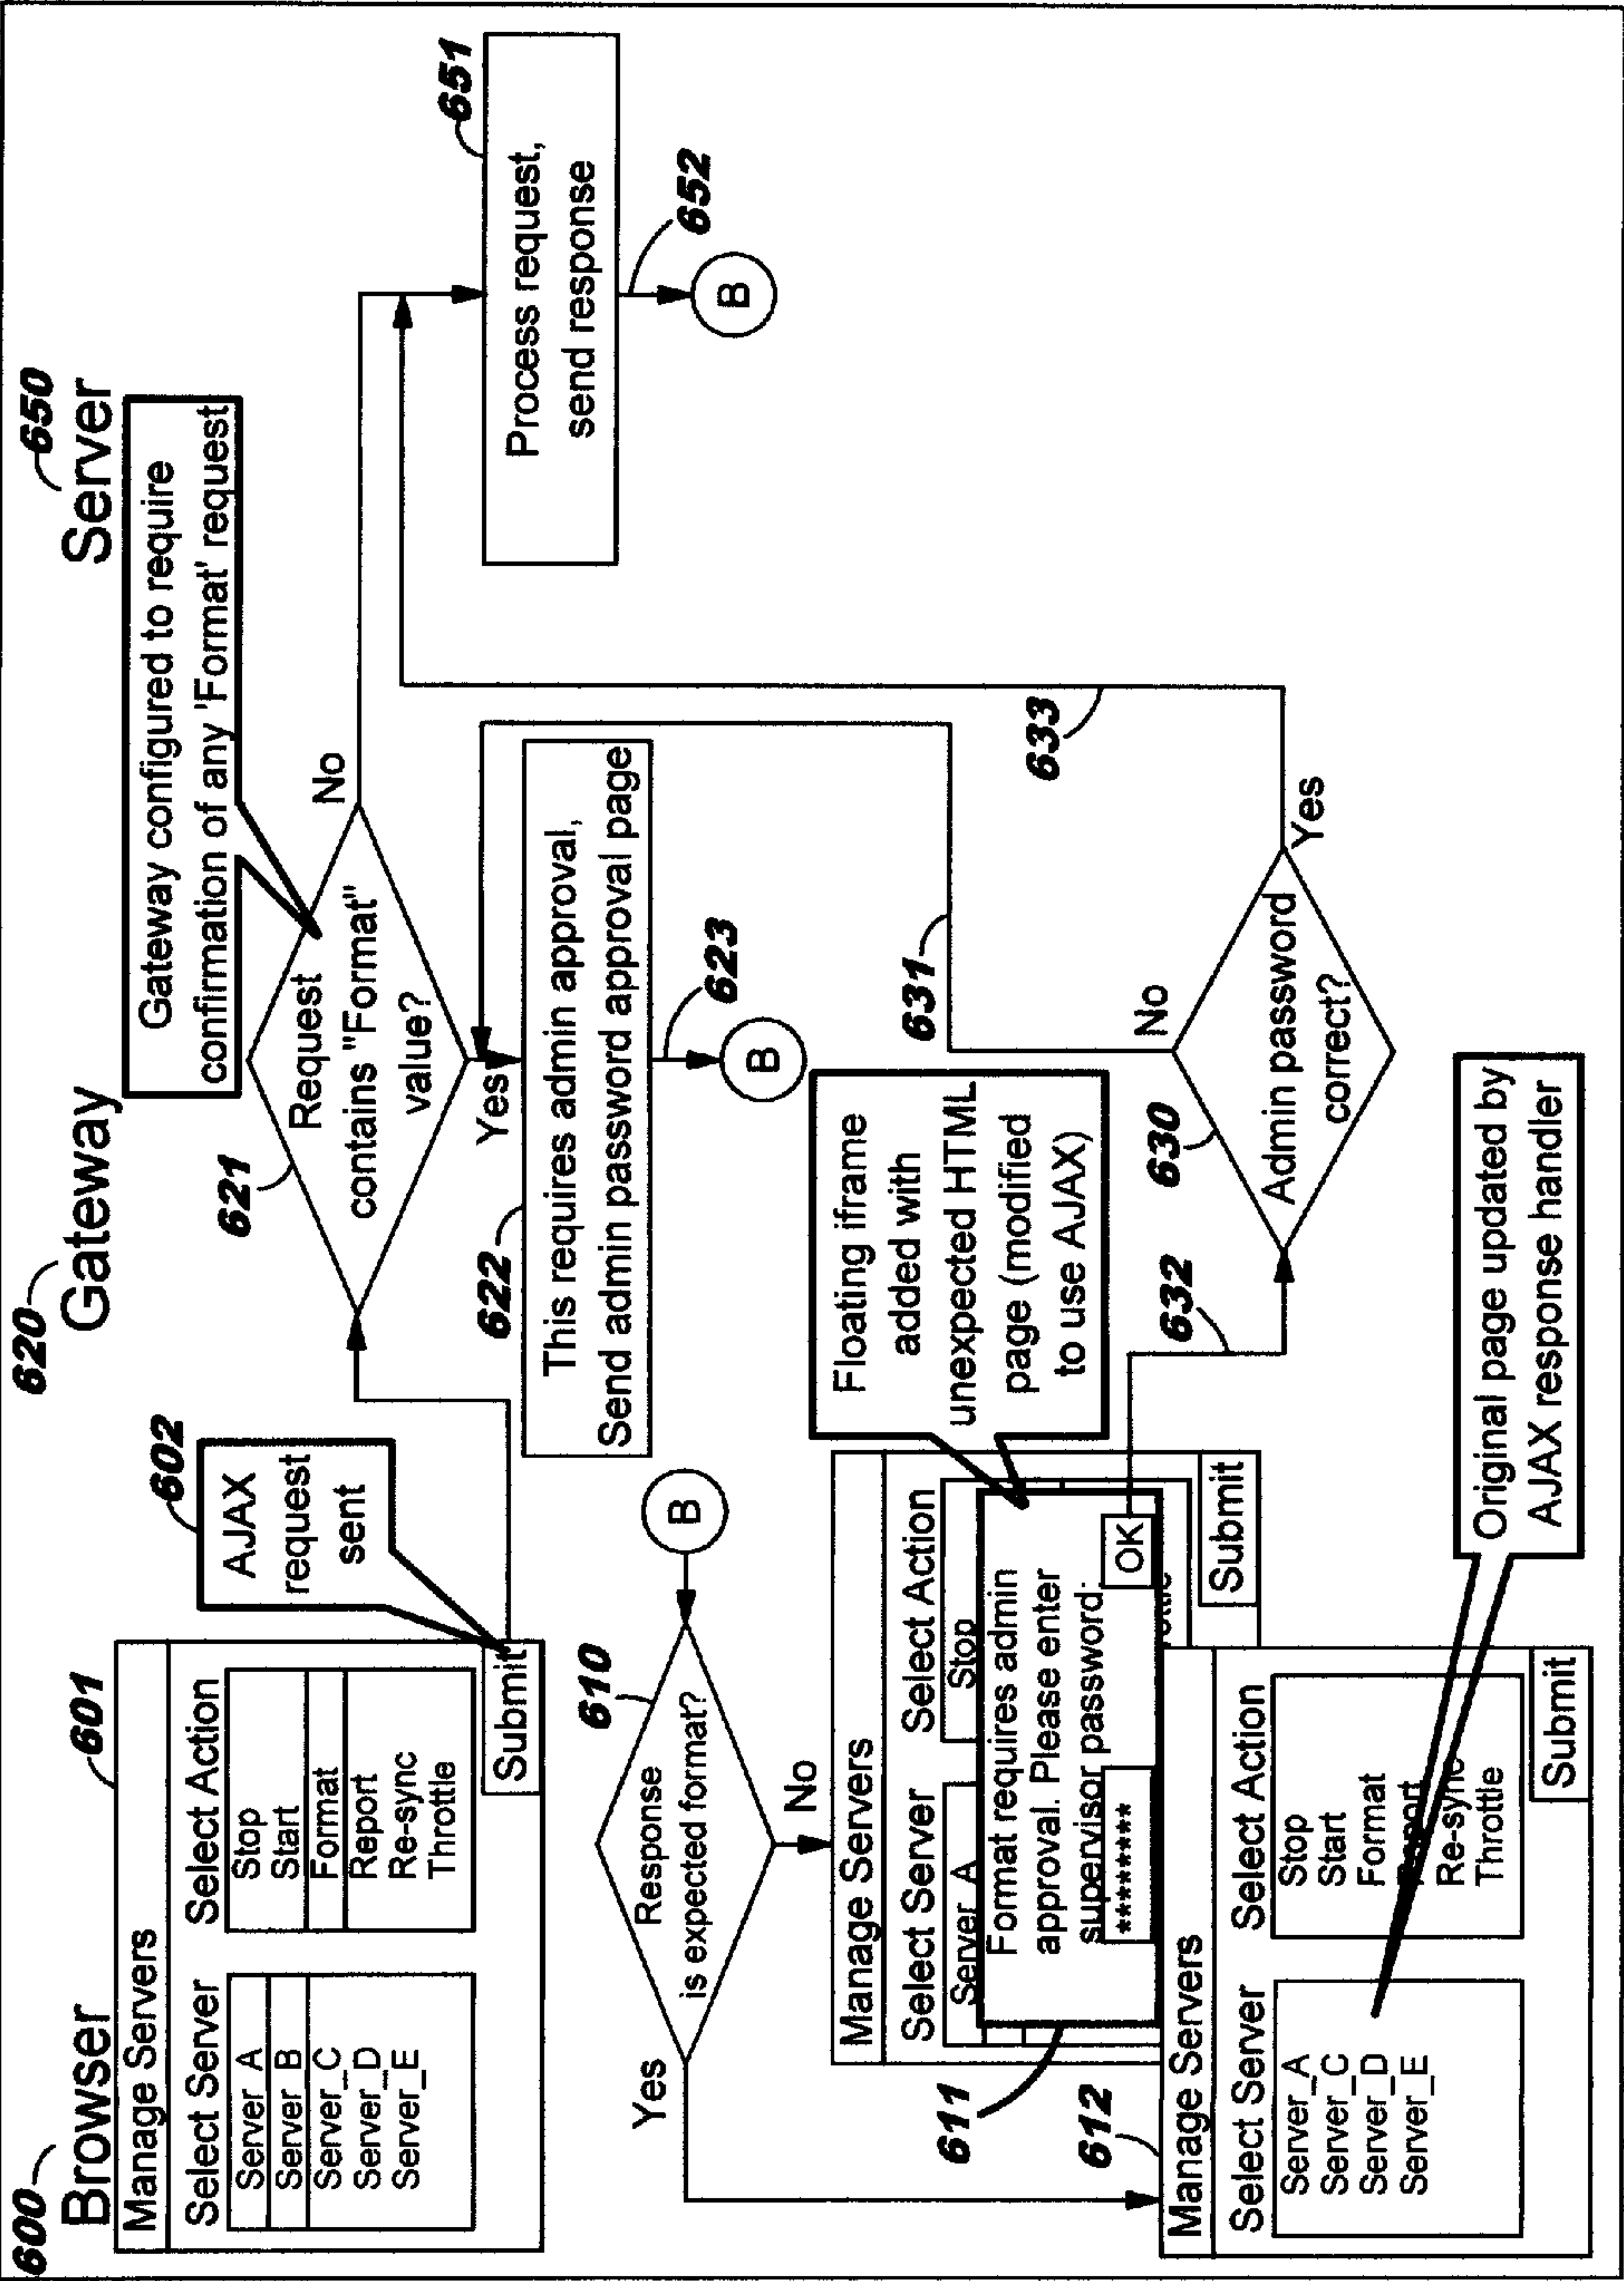 600
Browser
620
Gateway
650
Server
601
Manage Servers
Select Server
Select Action
Server_A
Server_B
Server_C
Server_D
Server_E
Stop
Start
Format
Report
Re-sync
Throttle
Submit
602
AJAX
request
sent
621
Request
contains "Format"
value?
No
Yes
Gateway configured to require
confirmation of any 'Format' request
651
Process request,
send response
652
B
622
This requires admin approval,
Send admin password approval page
623
B
B
610
Response
is expected format?
Yes
No
Manage Servers
Select Server
Select Action
Server_A
Stop
611
Format requires admin
approval. Please enter
supervisor password:
********
OK
Submit
Floating iframe
added with
unexpected HTML
page (modified
to use AJAX)
632
630
Admin password
correct?
No
Yes
631
633
612
Manage Servers
Select Server
Select Action
Server_A
Server_C
Server_D
Server_E
Stop
Start
Format
Report
Re-sync
Throttle
Submit
Original page updated by
AJAX response handler